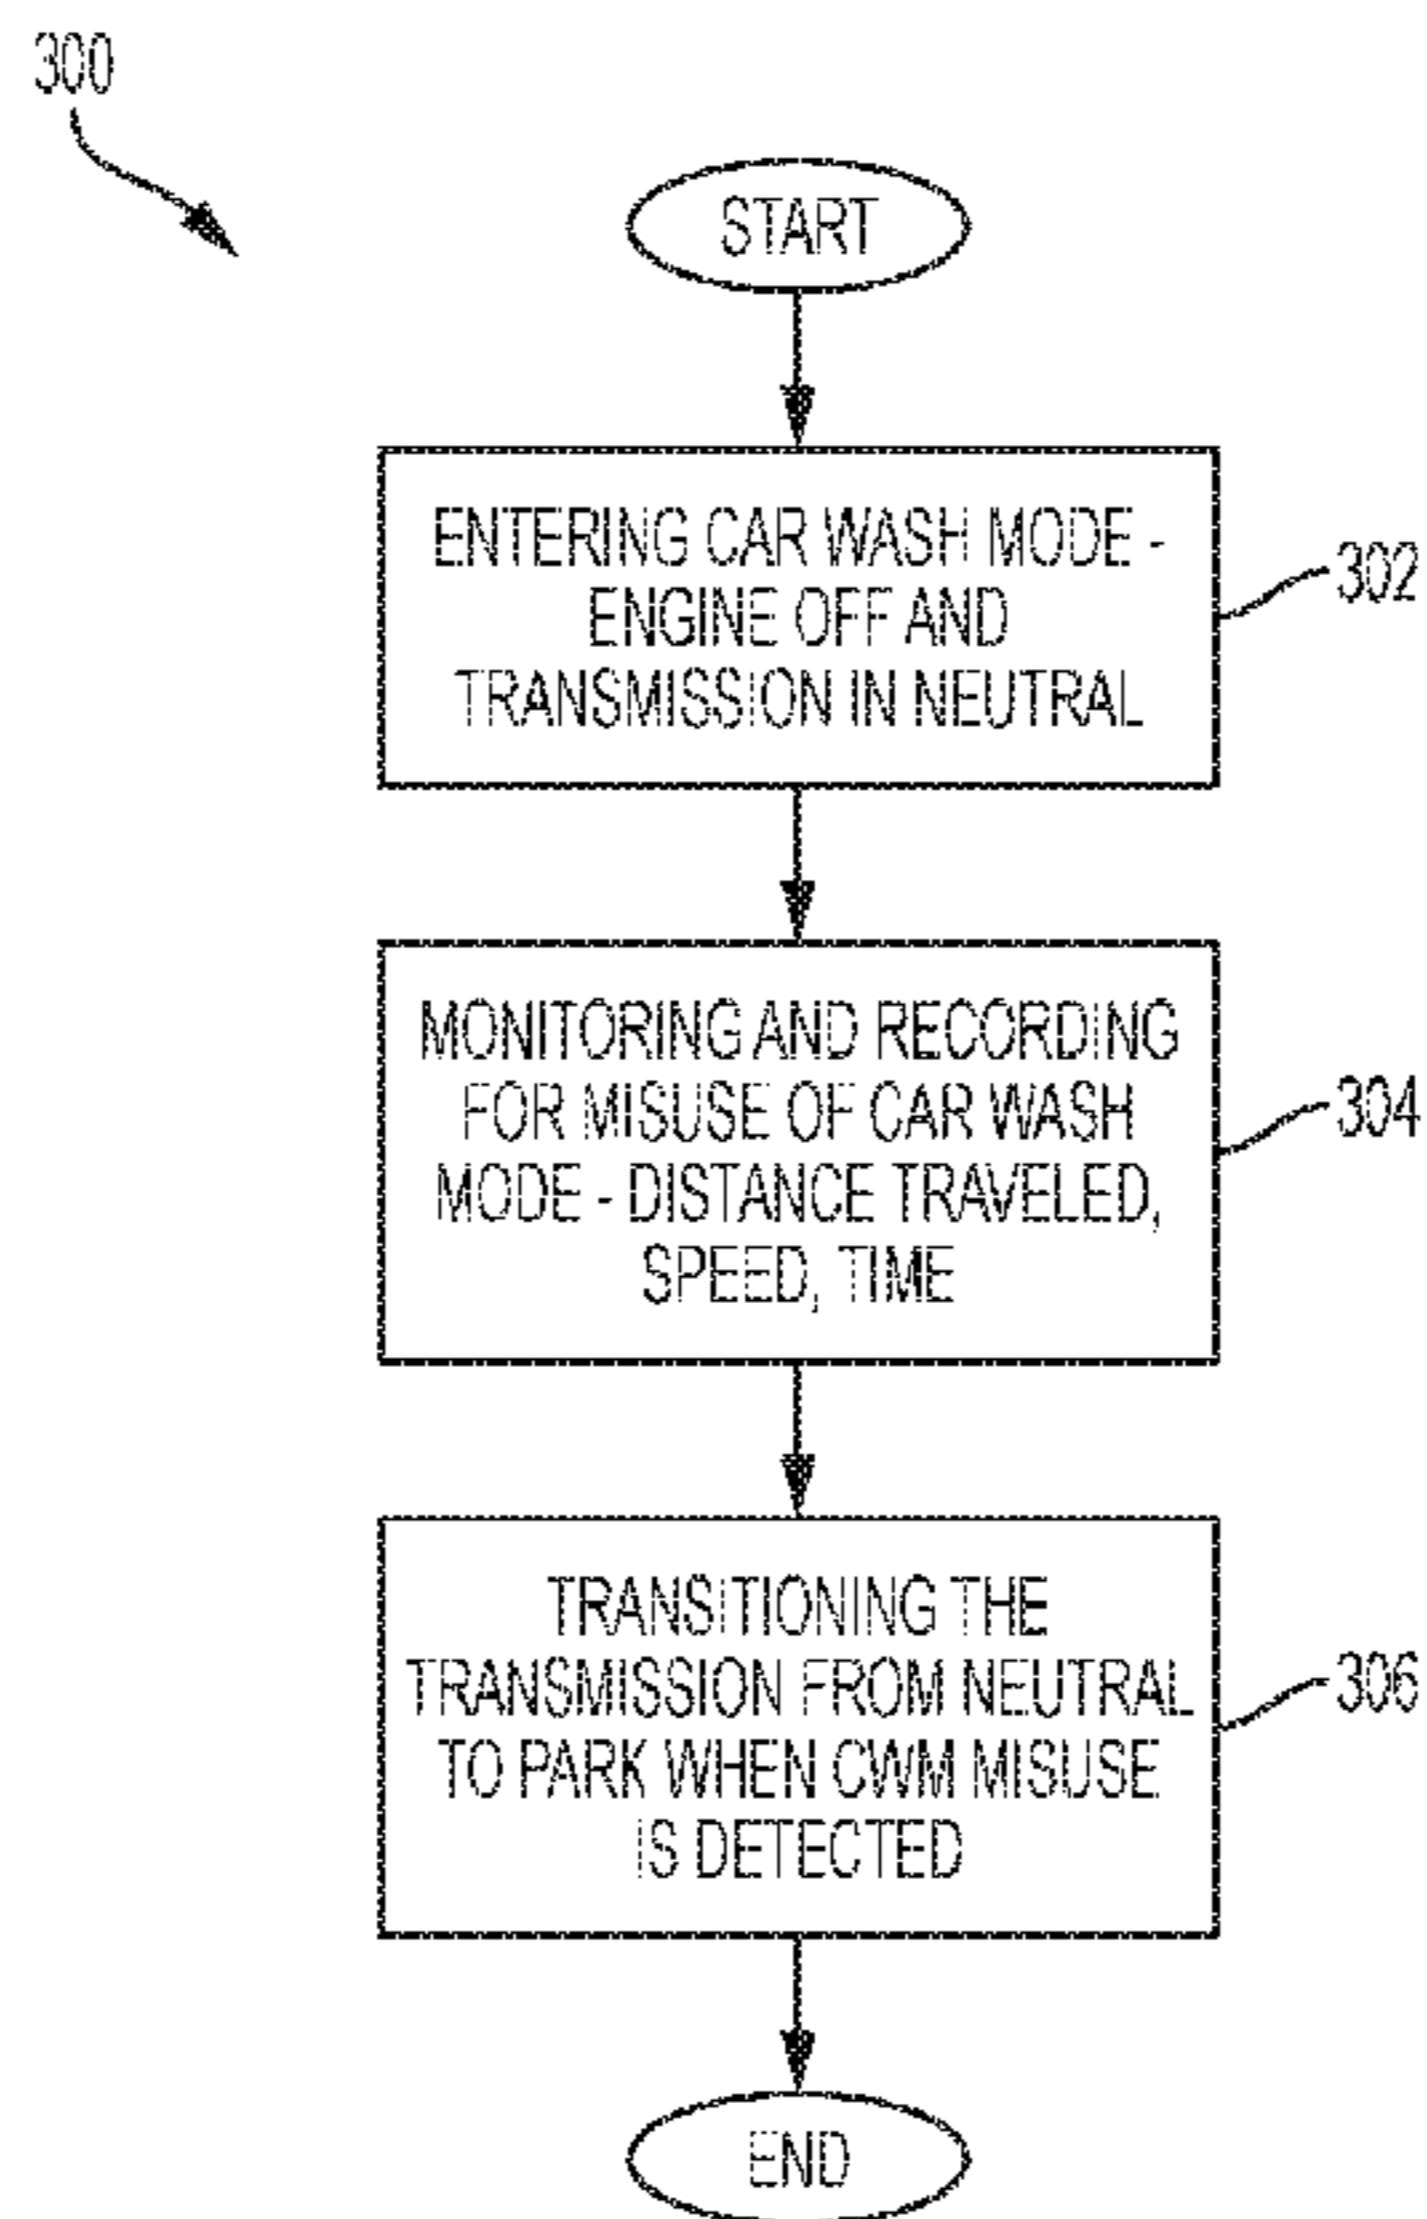 300
START
ENTERING CAR WASH MODE -
ENGINE OFF AND
TRANSMISSION IN NEUTRAL
302
MONITORING AND RECORDING
FOR MISUSE OF CAR WASH
MODE - DISTANCE TRAVELED,
SPEED, TIME
304
TRANSITIONING THE
TRANSMISSION FROM NEUTRAL
TO PARK WHEN CWM MISUSE
IS DETECTED
306
END